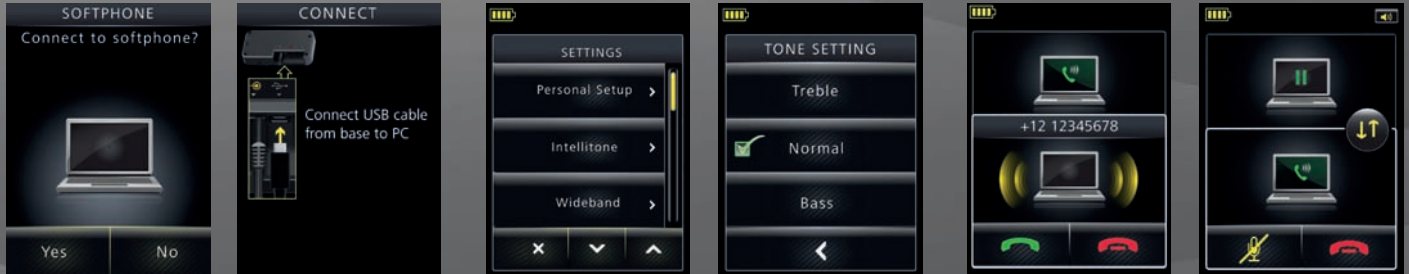 SOFTPHONE
Connect to softphone?
Yes
No
CONNECT
Connect USB cable
from base to PC
SETTINGS
Personal Setup
Intellitone
Wideband
TONE SETTING
Treble
Normal
Bass
+12 12345678